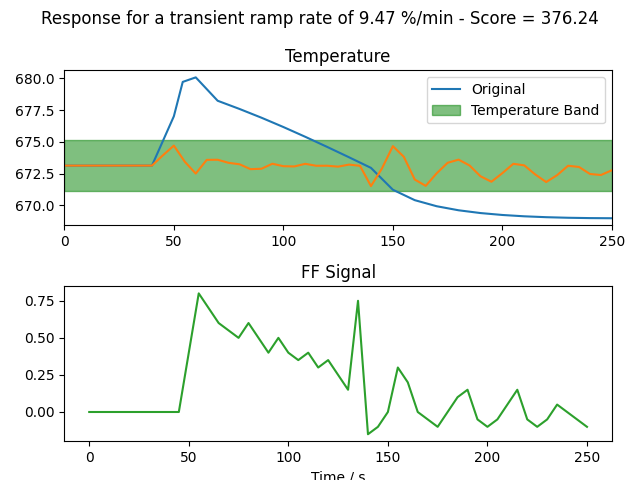 Response for a transient ramp rate of 9.47 %/min - Score = 376.24
Temperature
680.0
677.5
675.0
672.5
670.0
Original
Temperature Band
0 50 100 150 200 250
FF Signal
0.75
0.50
0.25
0.00
0 50 100 150 200 250
Time / s